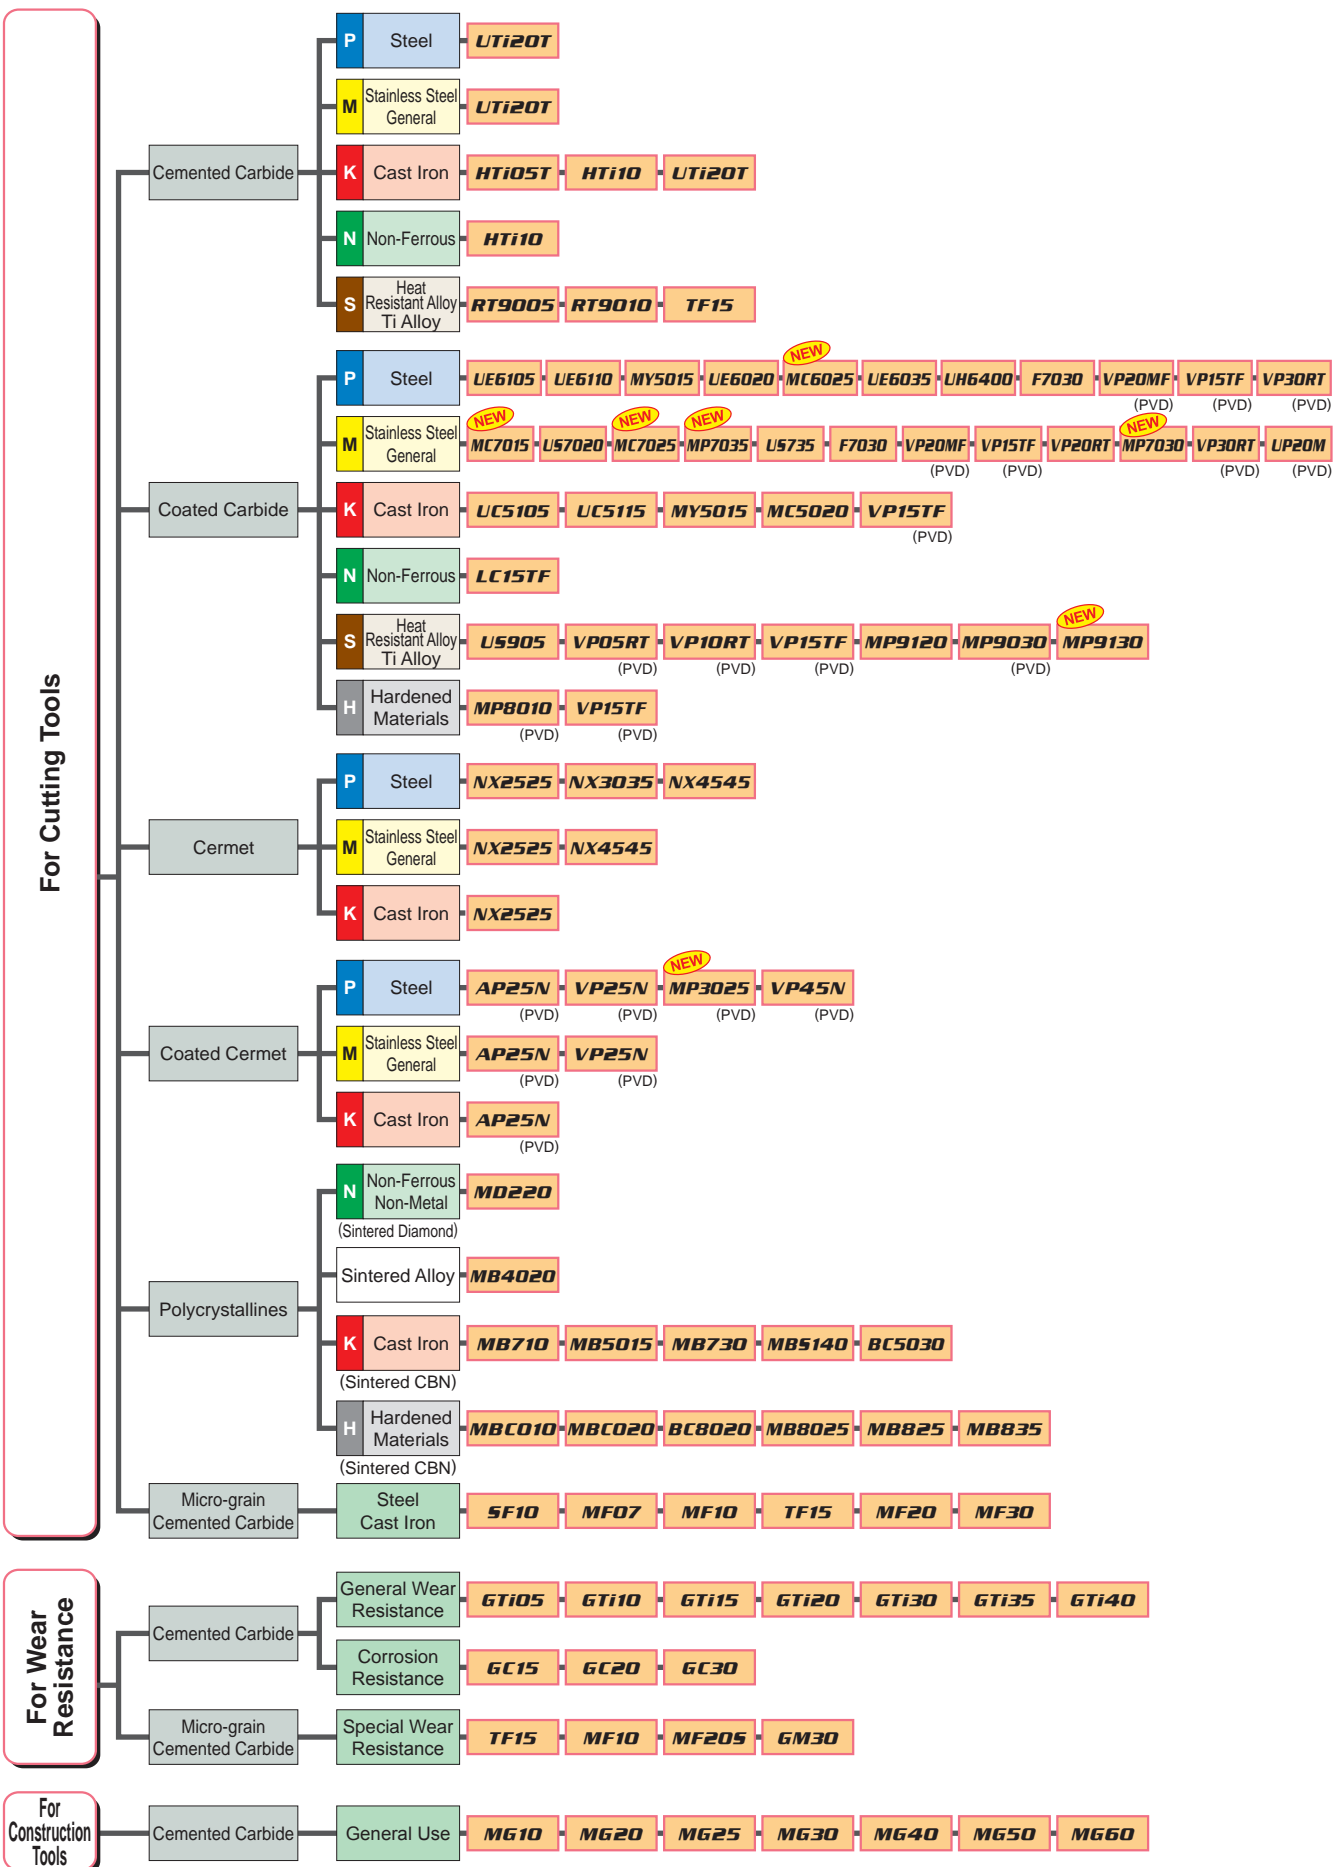 For Cutting Tools
Cemented Carbide
P Steel UTi20T
M Stainless Steel
General UTi20T
K Cast Iron HTi05T HTi10 UTi20T
N Non-Ferrous HTi10
S Heat
Resistant Alloy
Ti Alloy RT9005 RT9010 TF15
Coated Carbide
NEW
P Steel UE6105 UE6110 MY5015 UE6020 MC6025 UE6035 UH6400 F7030 VP20MF VP15TF VP30RT
(PVD) (PVD) (PVD)
NEW NEW NEW NEW
M Stainless Steel
General MC7015 US7020 MC7025 MP7035 US735 F7030 VP20MF VP15TF VP20RT MP7030 VP30RT UP20M
(PVD) (PVD) (PVD) (PVD)
K Cast Iron UC5105 UC5115 MY5015 MC5020 VP15TF
(PVD)
N Non-Ferrous LC15TF
NEW
S Heat
Resistant Alloy
Ti Alloy US905 VP05RT VP10RT VP15TF MP9120 MP9030 MP9130
(PVD) (PVD) (PVD) (PVD)
H Hardened
Materials MP8010 VP15TF
(PVD) (PVD)
Cermet
P Steel NX2525 NX3035 NX4545
M Stainless Steel
General NX2525 NX4545
K Cast Iron NX2525
Coated Cermet
NEW
P Steel AP25N VP25N MP3025 VP45N
(PVD) (PVD) (PVD) (PVD)
M Stainless Steel
General AP25N VP25N
(PVD) (PVD)
K Cast Iron AP25N
(PVD)
Polycrystallines
N Non-Ferrous
Non-Metal MD220
(Sintered Diamond)
Sintered Alloy MB4020
K Cast Iron MB710 MB5015 MB730 MBS140 BC5030
(Sintered CBN)
H Hardened
Materials MBC010 MBC020 BC8020 MB8025 MB825 MB835
(Sintered CBN)
Micro-grain
Cemented Carbide
Steel
Cast Iron SF10 MF07 MF10 TF15 MF20 MF30
For Wear
Resistance
Cemented Carbide
General Wear
Resistance GTi05 GTi10 GTi15 GTi20 GTi30 GTi35 GTi40
Corrosion
Resistance GC15 GC20 GC30
Micro-grain
Cemented Carbide
Special Wear
Resistance TF15 MF10 MF20S GM30
For
Construction
Tools
Cemented Carbide
General Use MG10 MG20 MG25 MG30 MG40 MG50 MG60